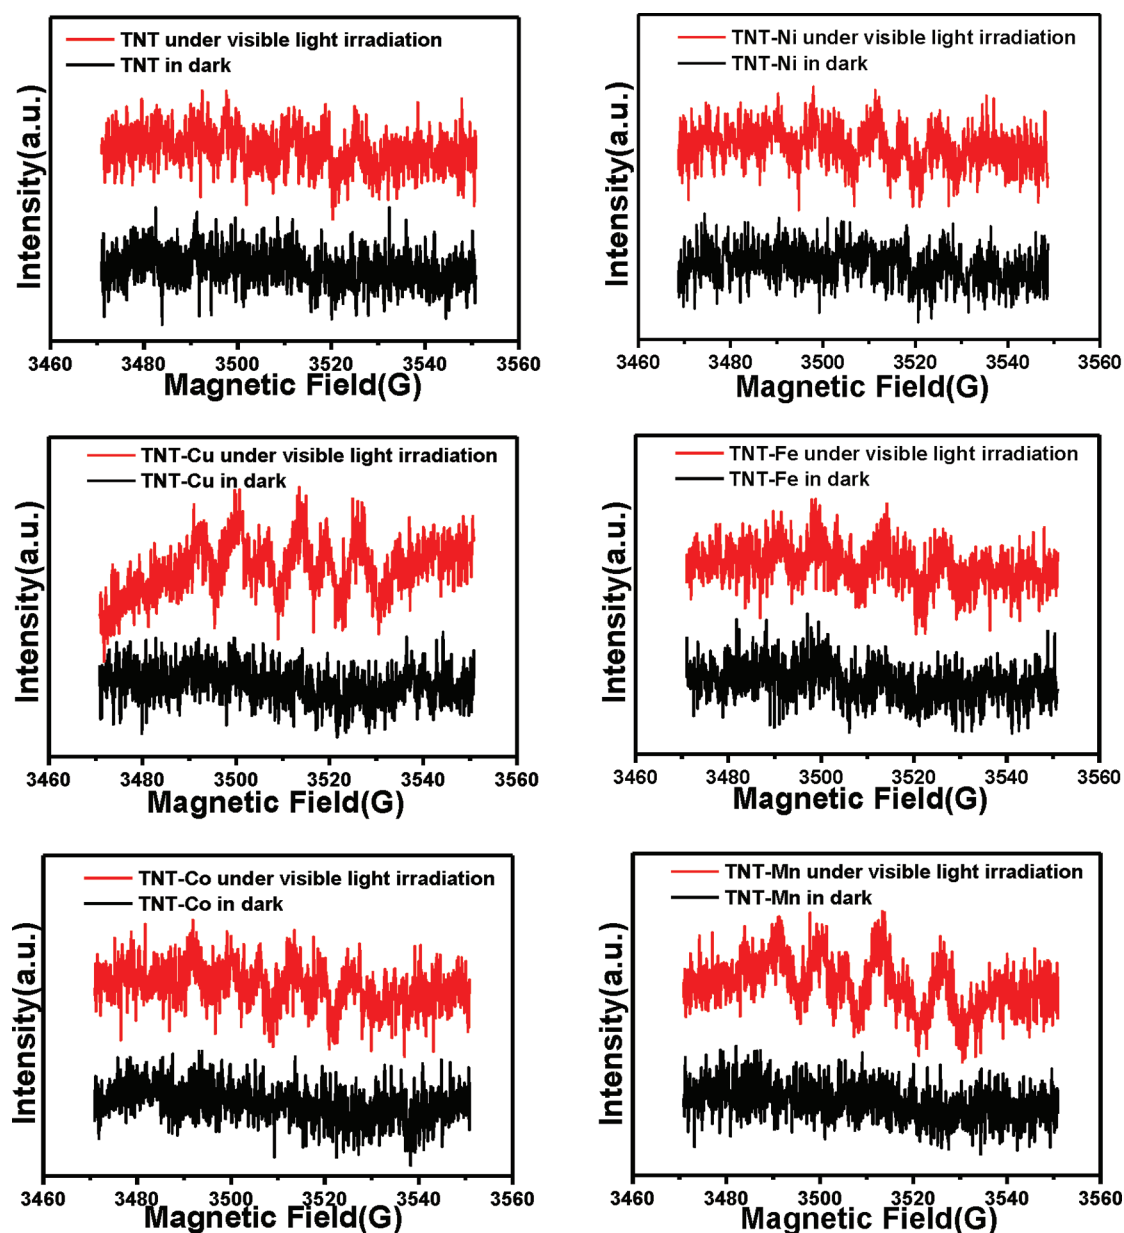 TNT under visible light irradiation
TNT in dark
Intensity(a.u.)
3460 3480 3500 3520 3540 3560
Magnetic Field(G)
TNT-Ni under visible light irradiation
TNT-Ni in dark
Intensity(a.u.)
3460 3480 3500 3520 3540 3560
Magnetic Field(G)
TNT-Cu under visible light irradiation
TNT-Cu in dark
Intensity(a.u.)
3460 3480 3500 3520 3540 3560
Magnetic Field(G)
TNT-Fe under visible light irradiation
TNT-Fe in dark
Intensity(a.u.)
3460 3480 3500 3520 3540 3560
Magnetic Field(G)
TNT-Co under visible light irradiation
TNT-Co in dark
Intensity(a.u.)
3460 3480 3500 3520 3540 3560
Magnetic Field(G)
TNT-Mn under visible light irradiation
TNT-Mn in dark
Intensity(a.u.)
3460 3480 3500 3520 3540 3560
Magnetic Field(G)